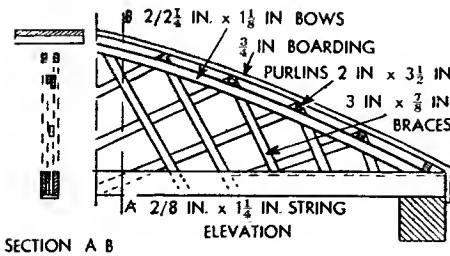 B 2/2¼ IN. x 1⅛ IN BOWS
¾ IN BOARDING
PURLINS 2 IN x 3½ IN
3 IN x ⅞ IN
BRACES
A 2/8 IN. x 1¼ IN. STRING
ELEVATION
SECTION A B